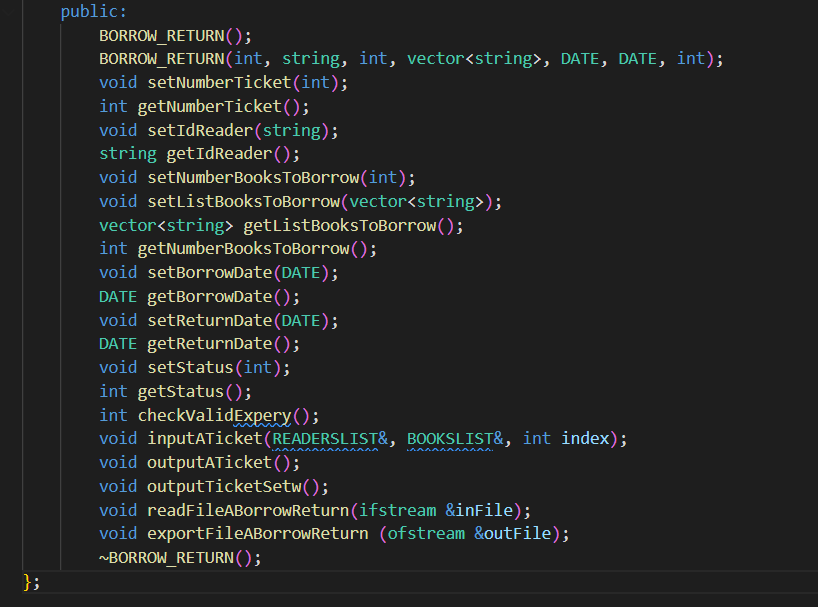 public:
BORROW_RETURN();
BORROW_RETURN(int, string, int, vector<string>, DATE, DATE, int);
void setNumberTicket(int);
int getNumberTicket();
void setIdReader(string);
string getIdReader();
void setNumberBooksToBorrow(int);
void setListBooksToBorrow(vector<string>);
vector<string> getListBooksToBorrow();
int getNumberBooksToBorrow();
void setBorrowDate(DATE);
DATE getBorrowDate();
void setReturnDate(DATE);
DATE getReturnDate();
void setStatus(int);
int getStatus();
int checkValidExpery();
void inputATicket(READERSLIST&, BOOKSLIST&, int index);
void outputATicket();
void outputTicketSetw();
void readFileABorrowReturn(ifstream &inFile);
void exportFileABorrowReturn (ofstream &outFile);
~BORROW_RETURN();
};